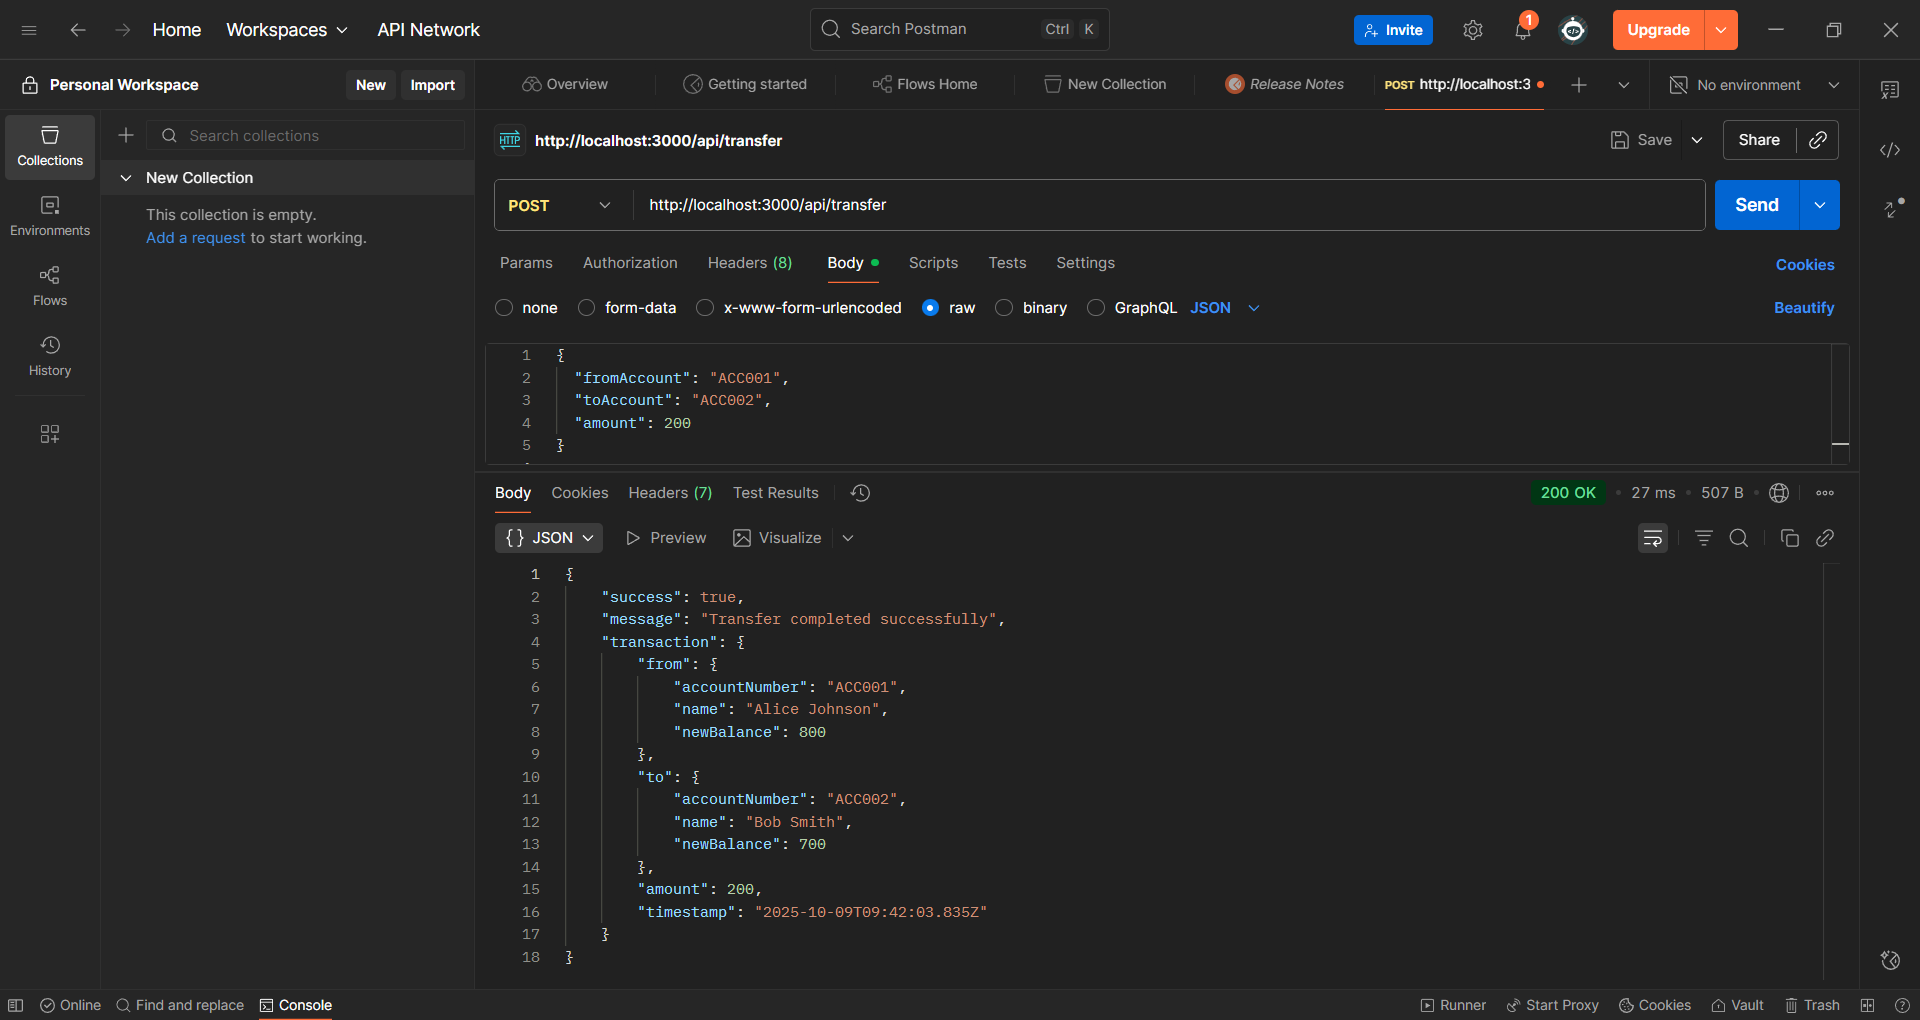 Home Workspaces API Network Search Postman Ctrl K Invite 1 Upgrade
Personal Workspace New Import Overview Getting started Flows Home New Collection Release Notes POST http://localhost:3 No environment
Collections
Environments
Flows
History
Search collections
New Collection
This collection is empty.
Add a request to start working.
HTTP http://localhost:3000/api/transfer Save Share
POST http://localhost:3000/api/transfer Send
Params Authorization Headers (8) Body Scripts Tests Settings Cookies
none form-data x-www-form-urlencoded raw binary GraphQL JSON Beautify
1 {
2 "fromAccount": "ACC001",
3 "toAccount": "ACC002",
4 "amount": 200
5 }
Body Cookies Headers (7) Test Results 200 OK • 27 ms • 507 B •
{} JSON Preview Visualize
1 {
2 "success": true,
3 "message": "Transfer completed successfully",
4 "transaction": {
5 "from": {
6 "accountNumber": "ACC001",
7 "name": "Alice Johnson",
8 "newBalance": 800
9 },
10 "to": {
11 "accountNumber": "ACC002",
12 "name": "Bob Smith",
13 "newBalance": 700
14 },
15 "amount": 200,
16 "timestamp": "2025-10-09T09:42:03.835Z"
17 }
18 }
Online Find and replace Console Runner Start Proxy Cookies Vault Trash